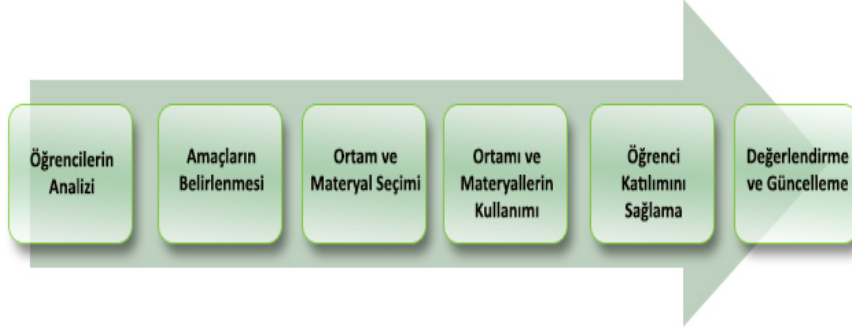 Öğrencilerin
Analizi
Amaçların
Belirlenmesi
Ortam ve
Materyal Seçimi
Ortamı ve
Materyallerin
Kullanımı
Öğrenci
Katılımını
Sağlama
Değerlendirme
ve Güncelleme